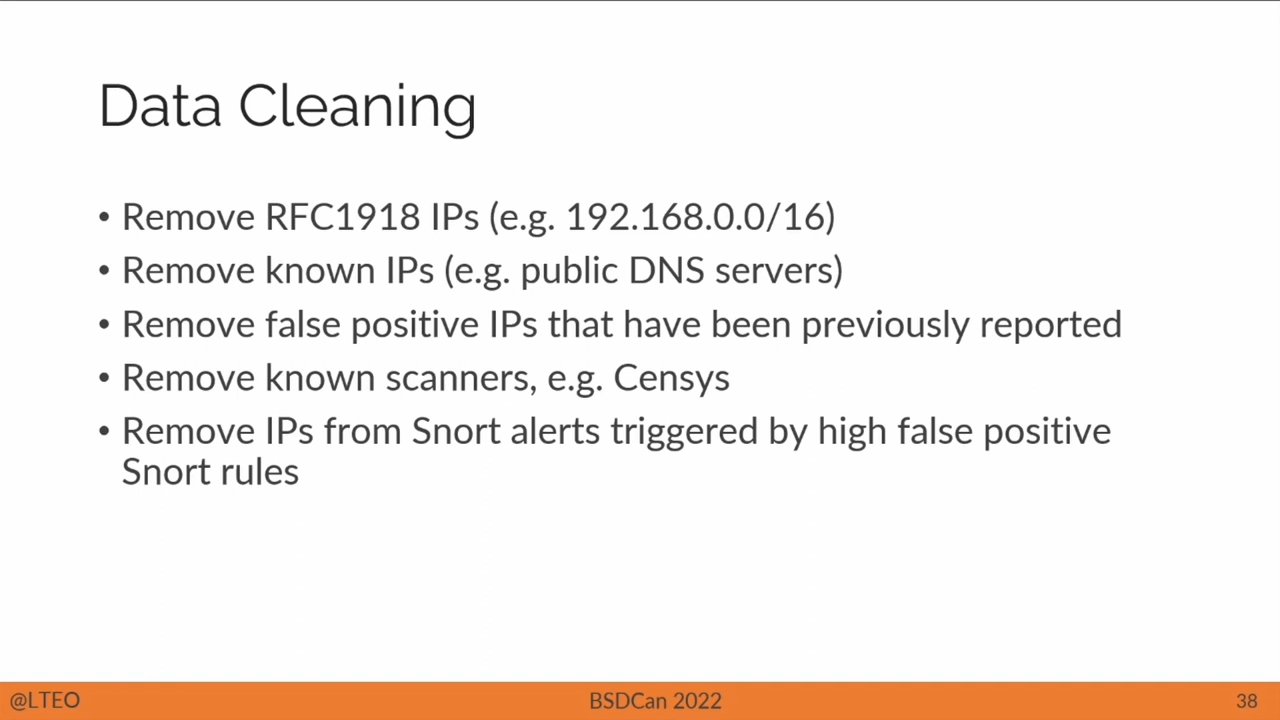 Data Cleaning
• Remove RFC1918 IPs (e.g. 192.168.0.0/16)
• Remove known IPs (e.g. public DNS servers)
• Remove false positive IPs that have been previously reported
• Remove known scanners, e.g. Censys
• Remove IPs from Snort alerts triggered by high false positive
Snort rules
@LTEO BSDCan 2022 38